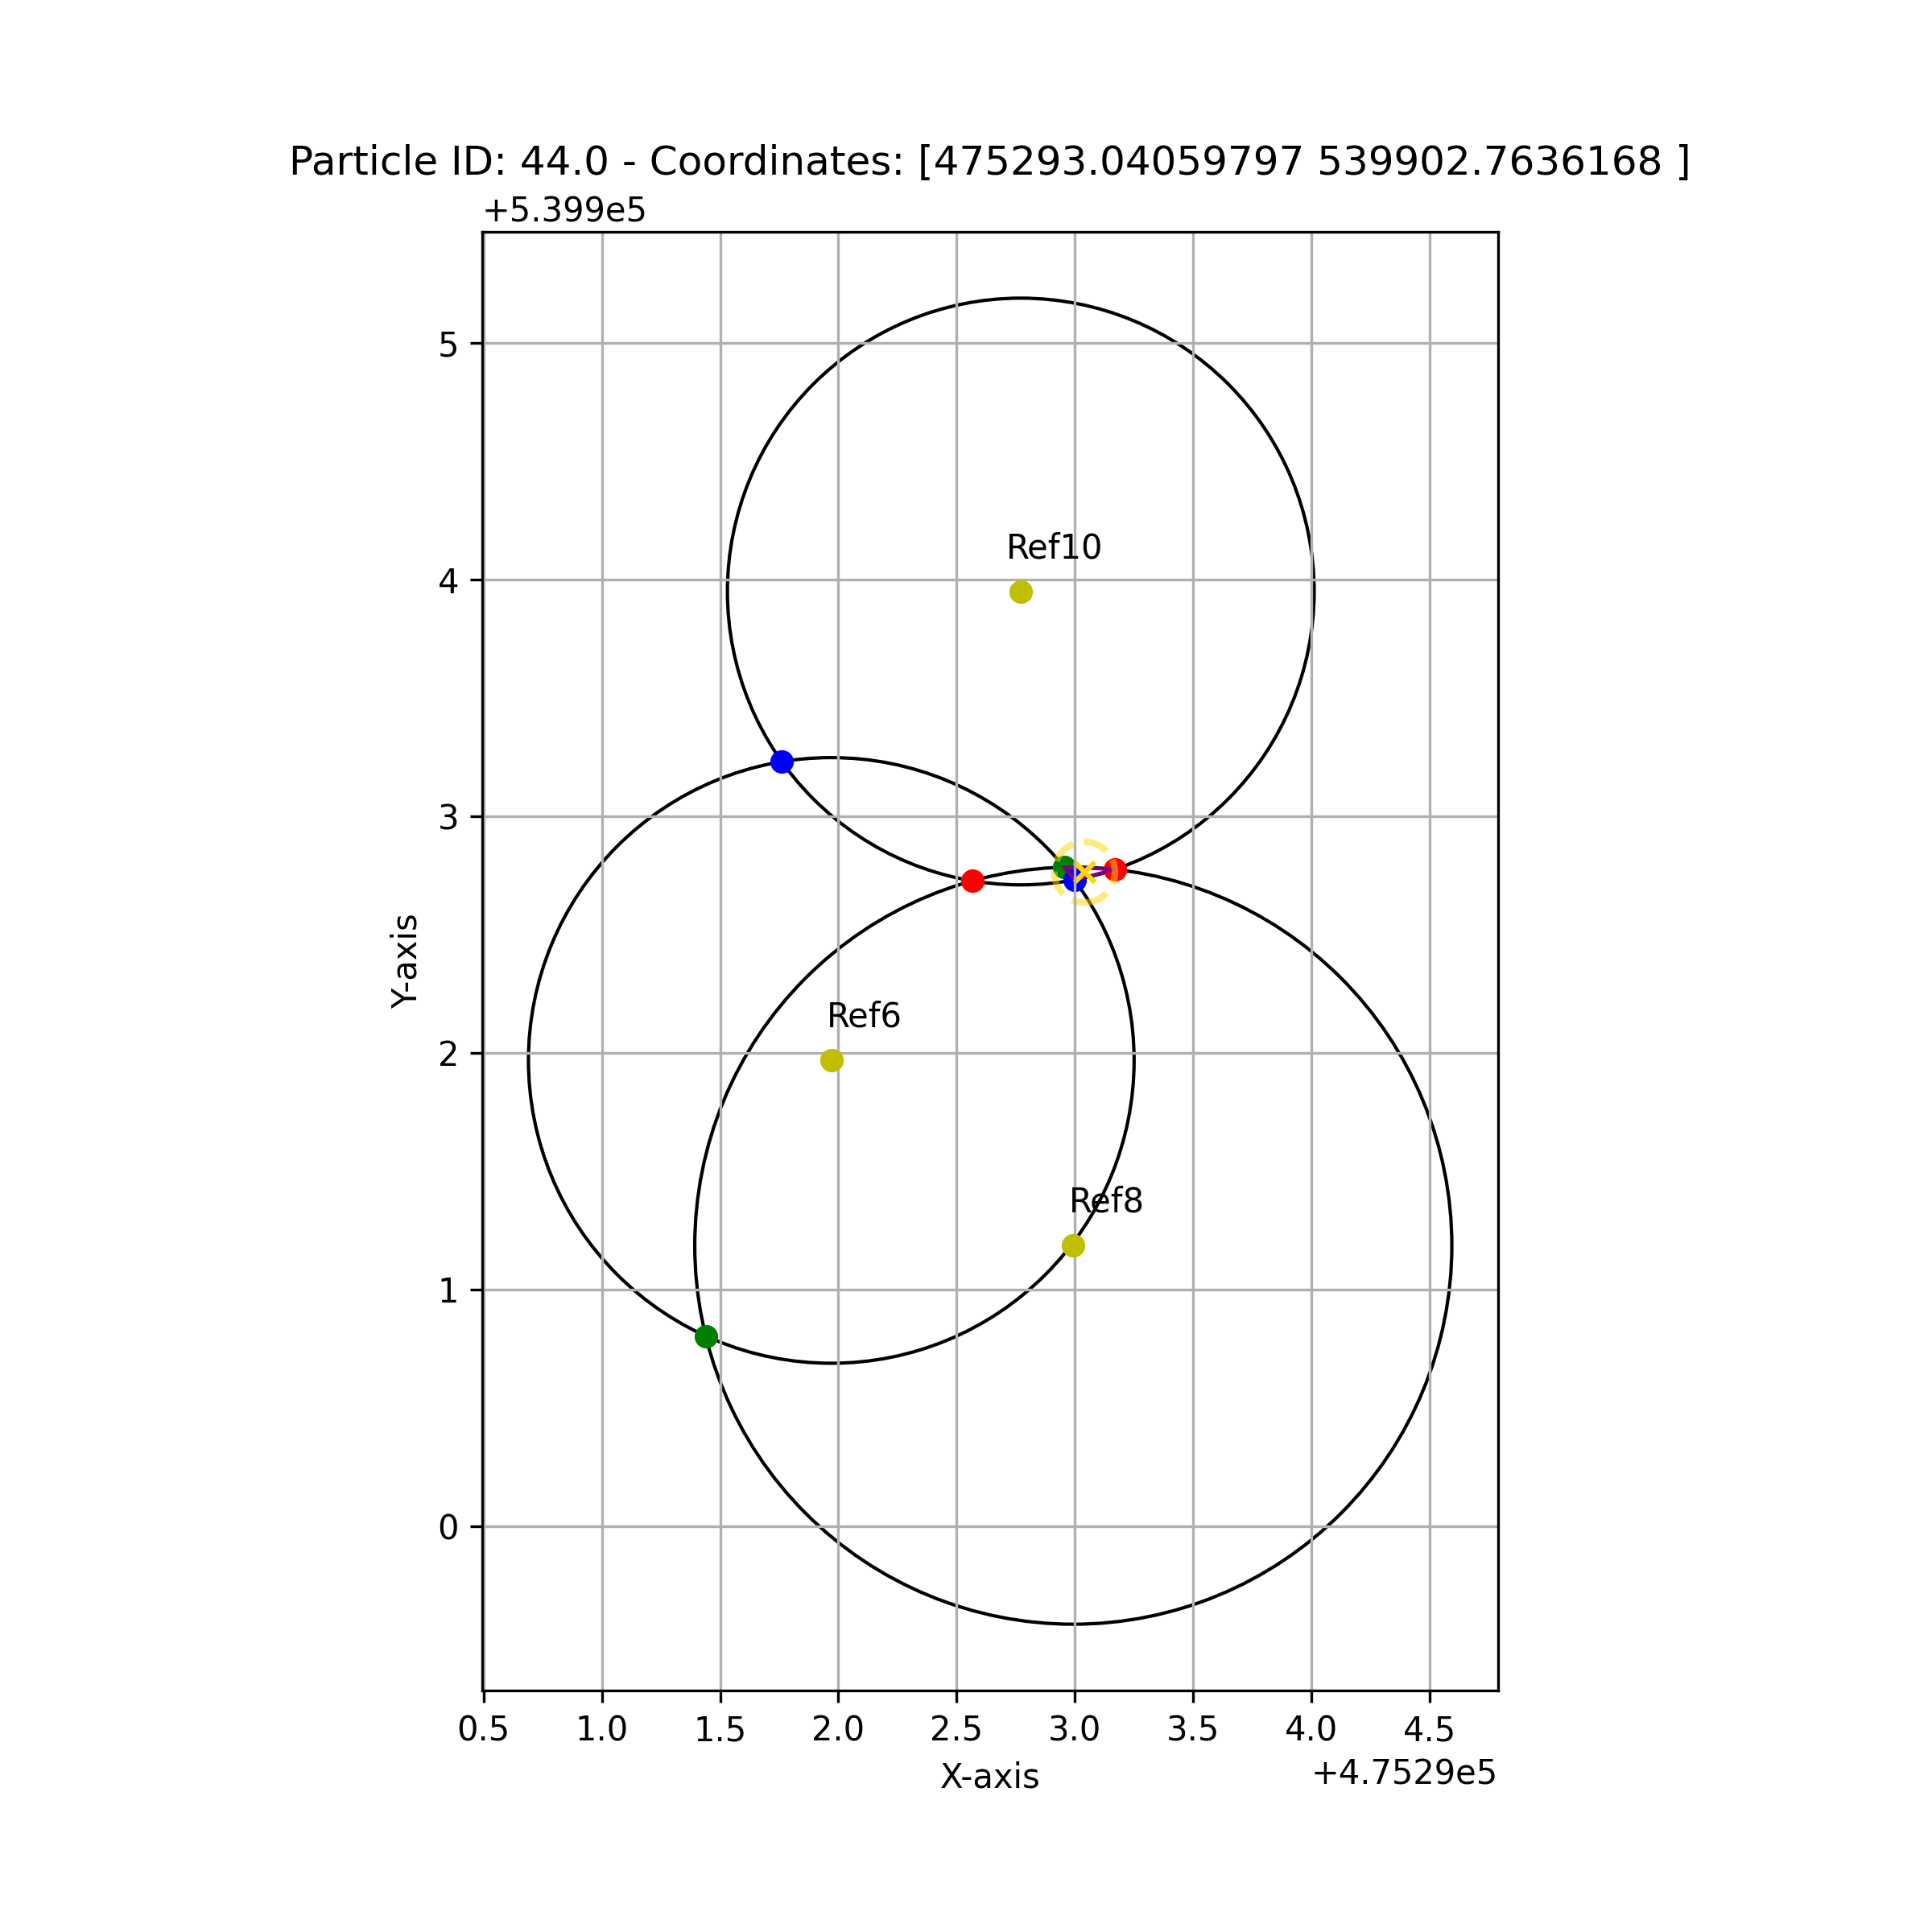 Particle ID: 44.0 - Coordinates: [475293.04059797 539902.7636168 ]
+5.399e5
5
Ref10
4
3
Y-axis
Ref6
2
Ref8
1
0
0.5 1.0 1.5 2.0 2.5 3.0 3.5 4.0 4.5
X-axis
+4.7529e5